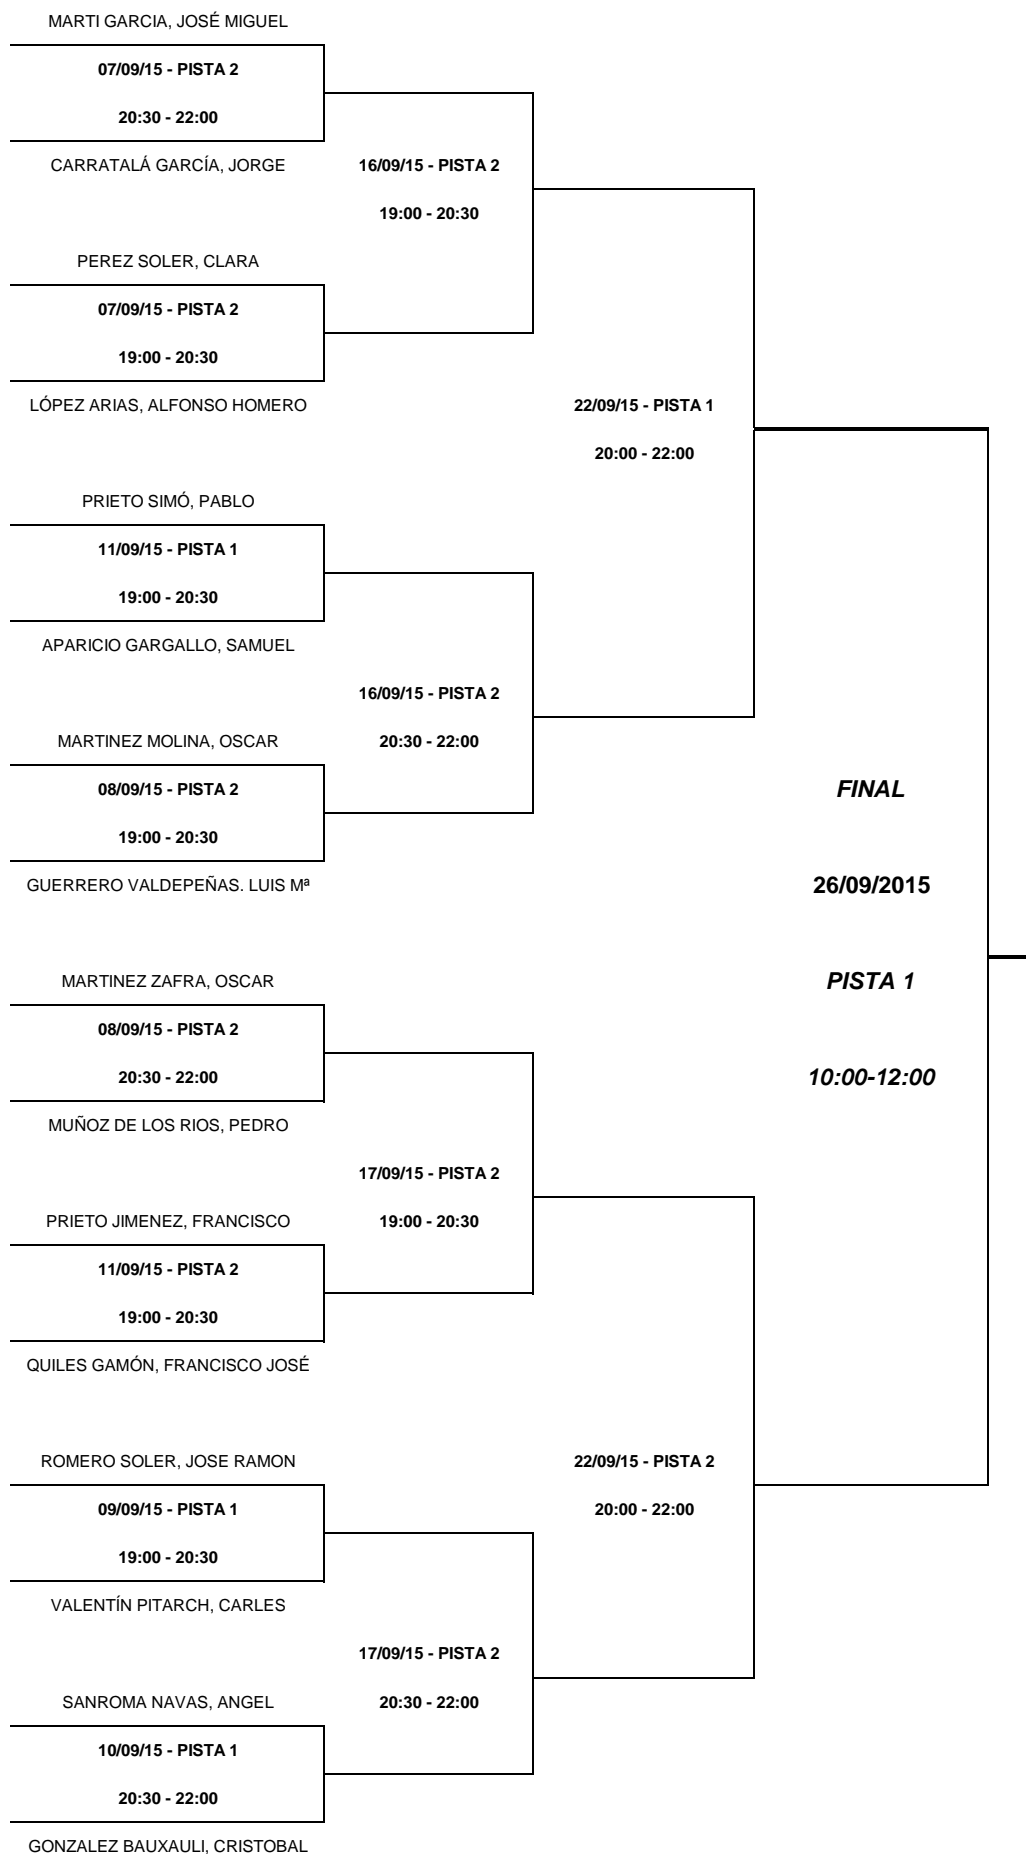 MARTI GARCIA, JOSÉ MIGUEL
07/09/15 - PISTA 2
20:30 - 22:00
CARRATALÁ GARCÍA, JORGE
16/09/15 - PISTA 2
19:00 - 20:30
PEREZ SOLER, CLARA
07/09/15 - PISTA 2
19:00 - 20:30
LÓPEZ ARIAS, ALFONSO HOMERO
22/09/15 - PISTA 1
20:00 - 22:00
PRIETO SIMÓ, PABLO
11/09/15 - PISTA 1
19:00 - 20:30
APARICIO GARGALLO, SAMUEL
16/09/15 - PISTA 2
20:30 - 22:00
MARTINEZ MOLINA, OSCAR
08/09/15 - PISTA 2
19:00 - 20:30
GUERRERO VALDEPEÑAS. LUIS Mª
FINAL
26/09/2015
PISTA 1
10:00-12:00
MARTINEZ ZAFRA, OSCAR
08/09/15 - PISTA 2
20:30 - 22:00
MUÑOZ DE LOS RIOS, PEDRO
17/09/15 - PISTA 2
19:00 - 20:30
PRIETO JIMENEZ, FRANCISCO
11/09/15 - PISTA 2
19:00 - 20:30
QUILES GAMÓN, FRANCISCO JOSÉ
22/09/15 - PISTA 2
20:00 - 22:00
ROMERO SOLER, JOSE RAMON
09/09/15 - PISTA 1
19:00 - 20:30
VALENTÍN PITARCH, CARLES
17/09/15 - PISTA 2
20:30 - 22:00
SANROMA NAVAS, ANGEL
10/09/15 - PISTA 1
20:30 - 22:00
GONZALEZ BAUXAULI, CRISTOBAL